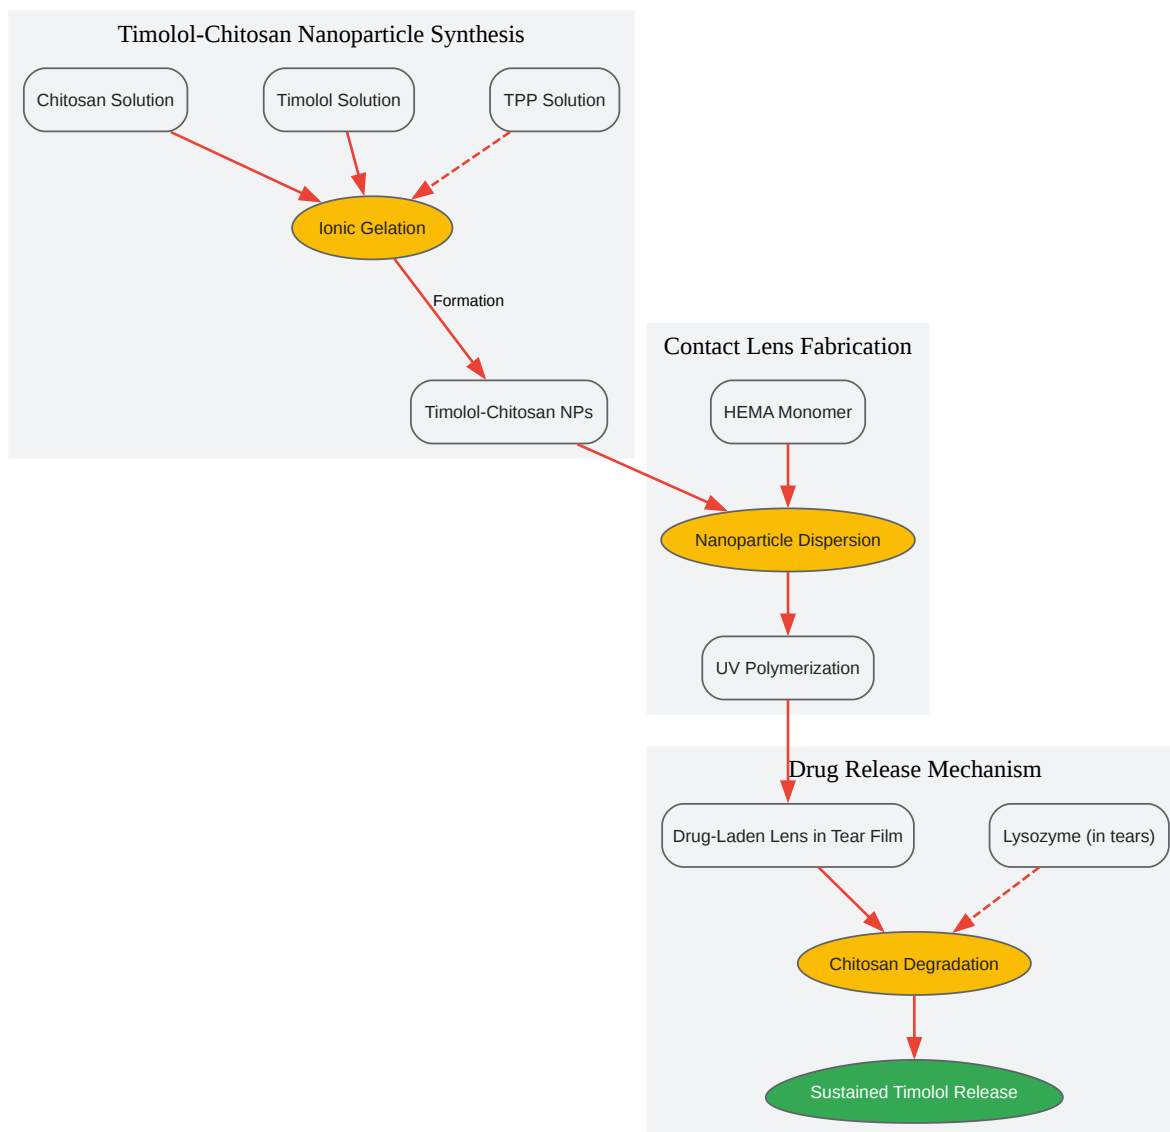 Timolol-Chitosan Nanoparticle Synthesis
Chitosan Solution
Timolol Solution
TPP Solution
Ionic Gelation
Formation
Timolol-Chitosan NPs
Contact Lens Fabrication
HEMA Monomer
Nanoparticle Dispersion
UV Polymerization
Drug Release Mechanism
Drug-Laden Lens in Tear Film
Lysozyme (in tears)
Chitosan Degradation
Sustained Timolol Release